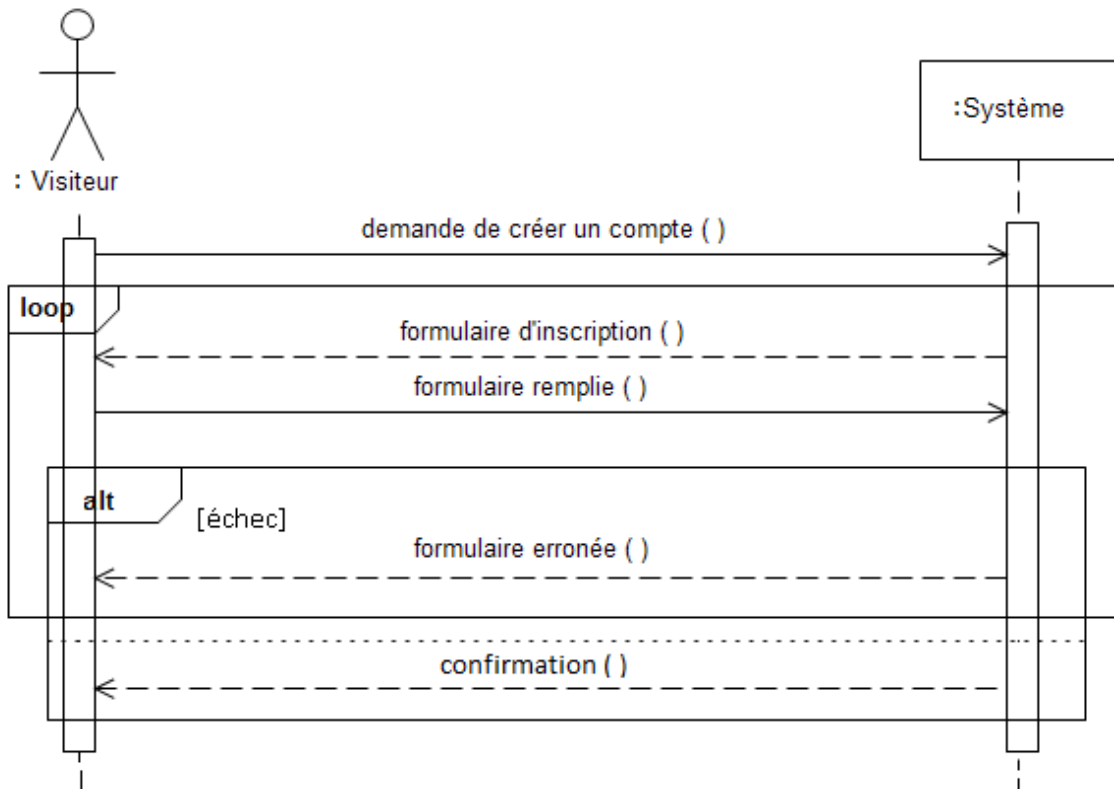 :Système
: Visiteur
demande de créer un compte ( )
loop
formulaire d'inscription ( )
formulaire remplie ( )
alt
[échec]
formulaire erronée ( )
confirmation ( )